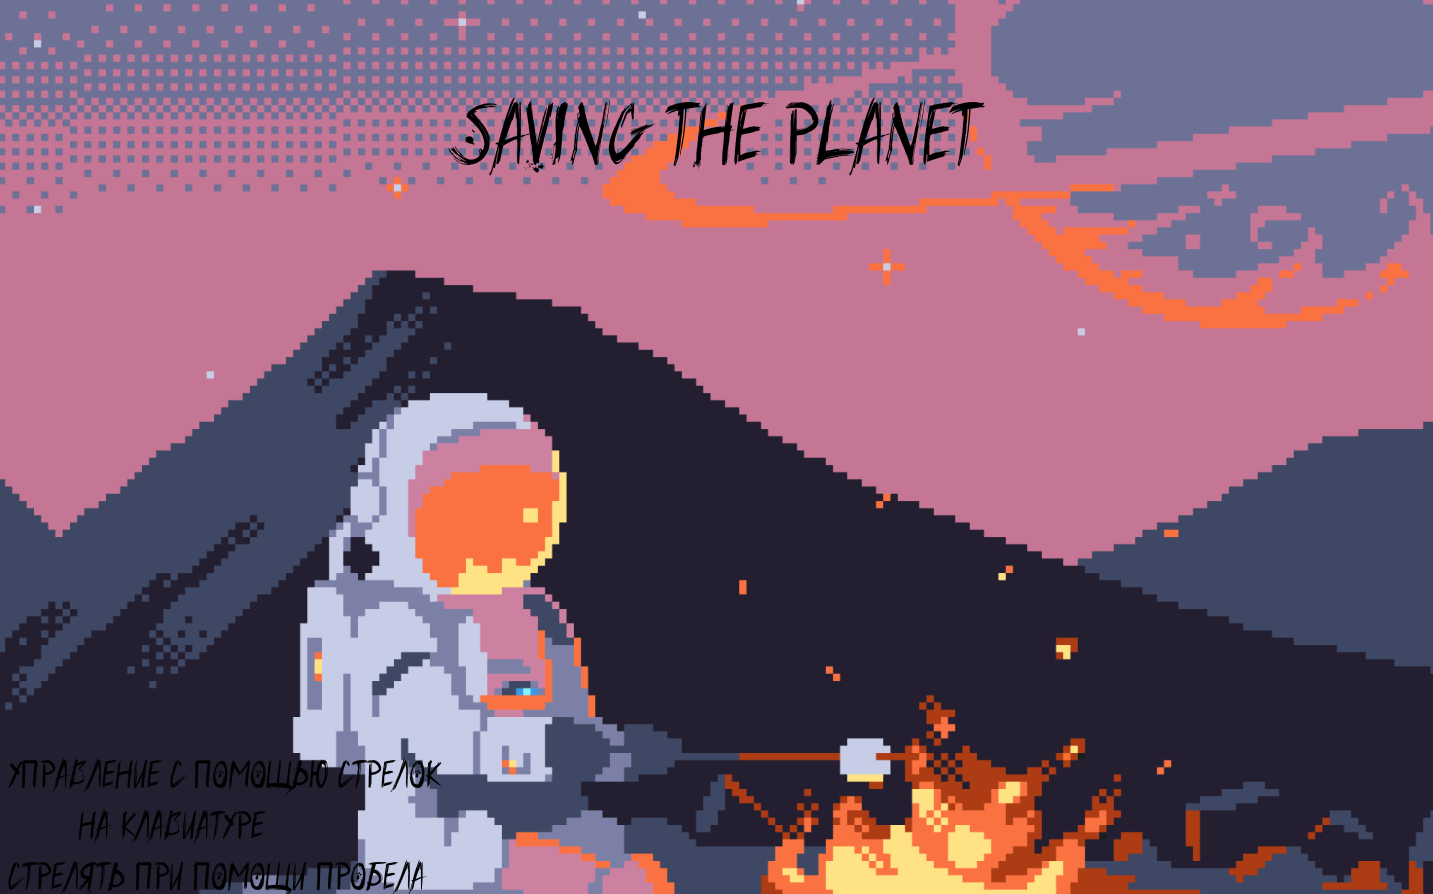 SAVING THE PLANET
УПРАВЛЕНИЕ С ПОМОЩЬЮ СТРЕЛОК
НА КЛАВИАТУРЕ
СТРЕЛЯТЬ ПРИ ПОМОЩИ ПРОБЕЛА